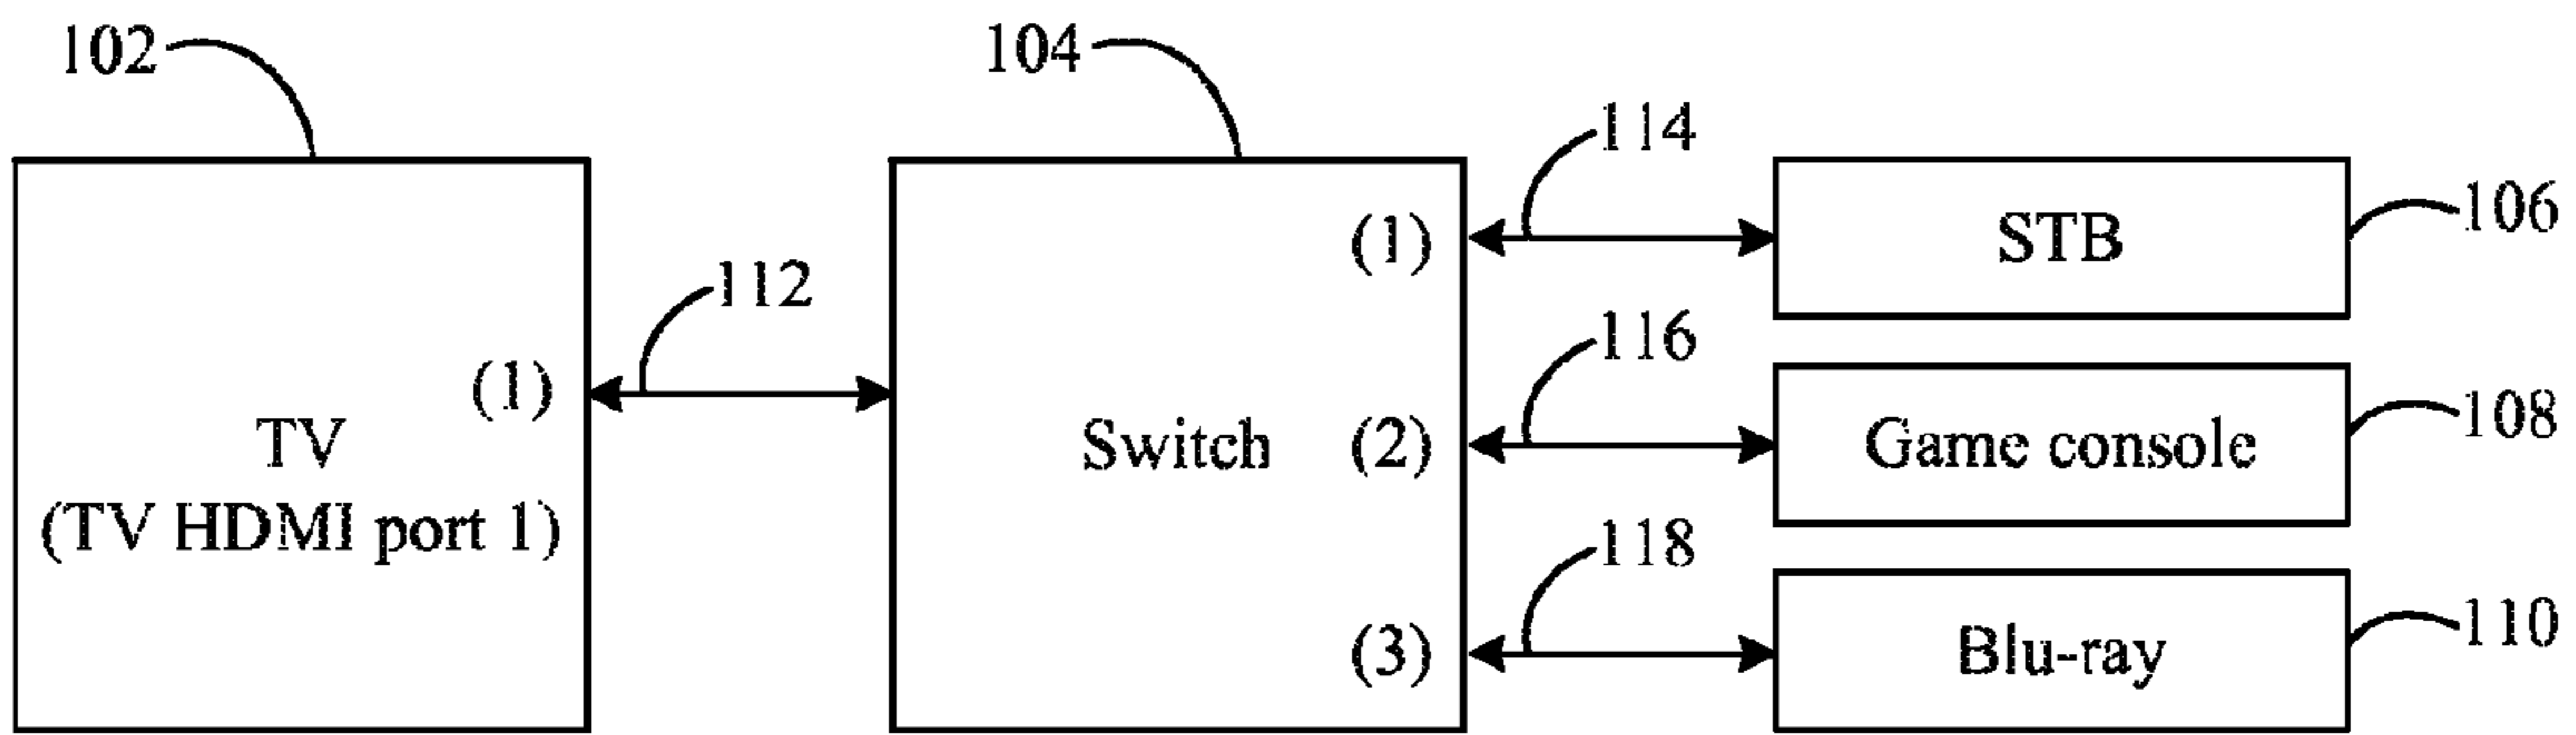 102
104
114
(1)
STB
106
112
116
(1)
TV
(TV HDMI port 1)
Switch
(2)
Game console
108
118
(3)
Blu-ray
110